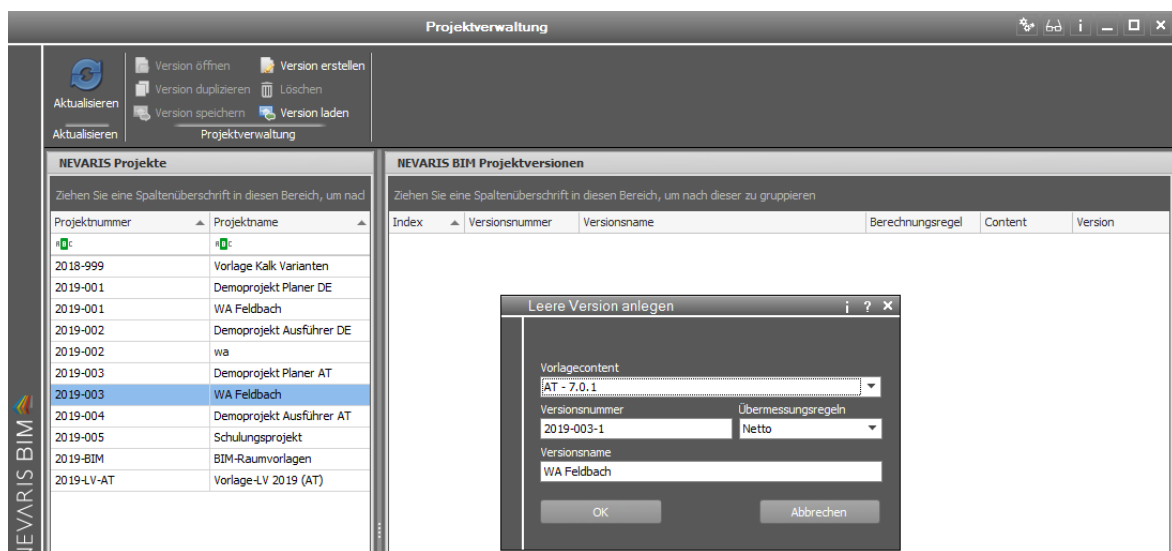 Projektverwaltung
i
Aktualisieren
Version öffnen
Version erstellen
Version duplizieren
Löschen
Version speichern
Version laden
Aktualisieren
Projektverwaltung
NEVARIS Projekte
Ziehen Sie eine Spaltenüberschrift in diesen Bereich, um nacl
Projektnummer Projektname
ABC ABC
2018-999 Vorlage Kalk Varianten
2019-001 Demoprojekt Planer DE
2019-001 WA Feldbach
2019-002 Demoprojekt Ausführer DE
2019-002 wa
2019-003 Demoprojekt Planer AT
2019-003 WA Feldbach
2019-004 Demoprojekt Ausführer AT
2019-005 Schulungsprojekt
2019-BIM BIM-Raumvorlagen
2019-LV-AT Vorlage-LV 2019 (AT)
NEVARIS BIM Projektversionen
Ziehen Sie eine Spaltenüberschrift in diesen Bereich, um nach dieser zu gruppieren
Index Versionsnummer Versionsname Berechnungsregel Content Version
Leere Version anlegen i ?
Vorlagecontent
AT - 7.0.1
Versionsnummer Übermessungsregeln
2019-003-1 Netto
Versionsname
WA Feldbach
OK Abbrechen
NEVARIS BIM